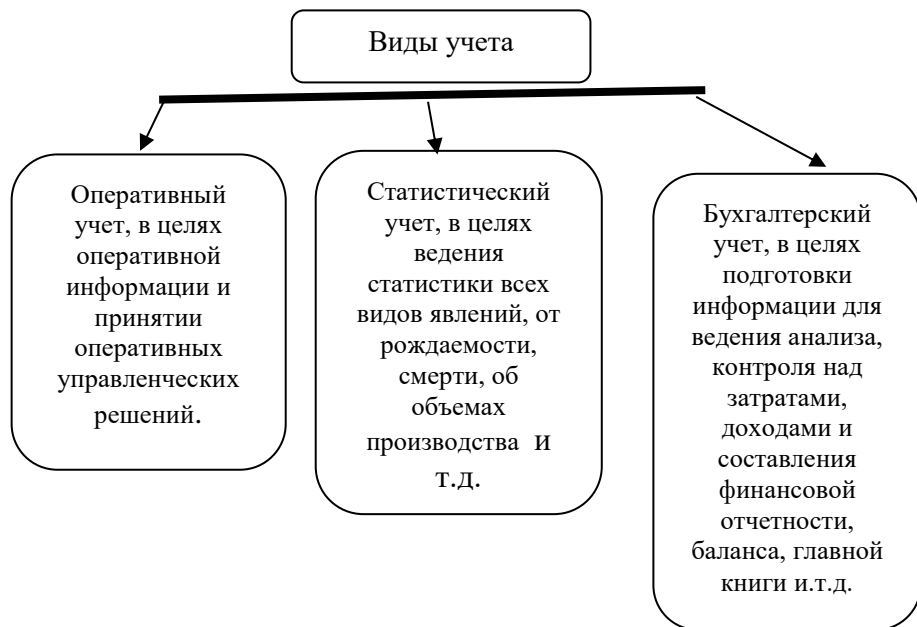 Виды учета
Оперативный
учет, в целях
оперативной
информации и
принятии
оперативных
управленческих
решений.
Статистический
учет, в целях
ведения
статистики всех
видов явлений, от
рождаемости,
смерти, об
объемах
производства и
т.д.
Бухгалтерский
учет, в целях
подготовки
информации для
ведения анализа,
контроля над
затратами,
доходами и
составления
финансовой
отчетности,
баланса, главной
книги и.т.д.